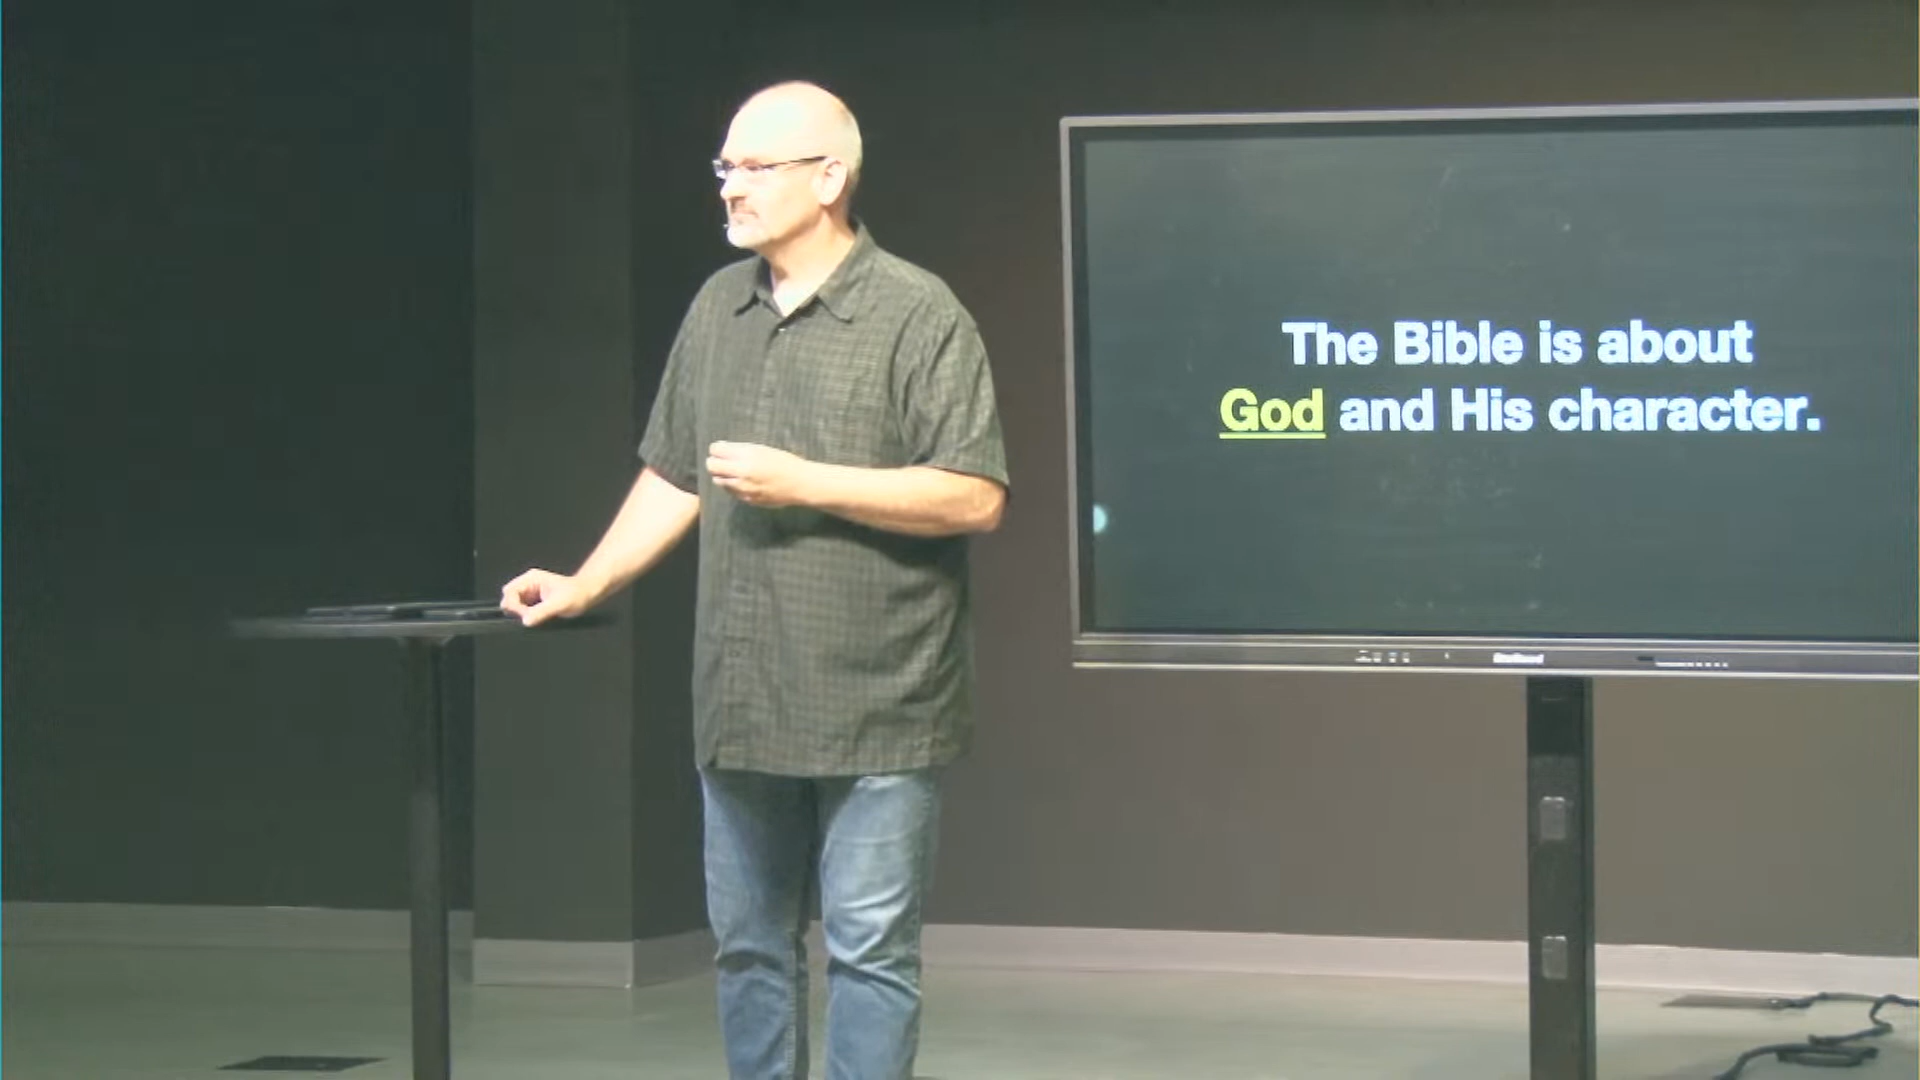 The Bible is about
God and His character.